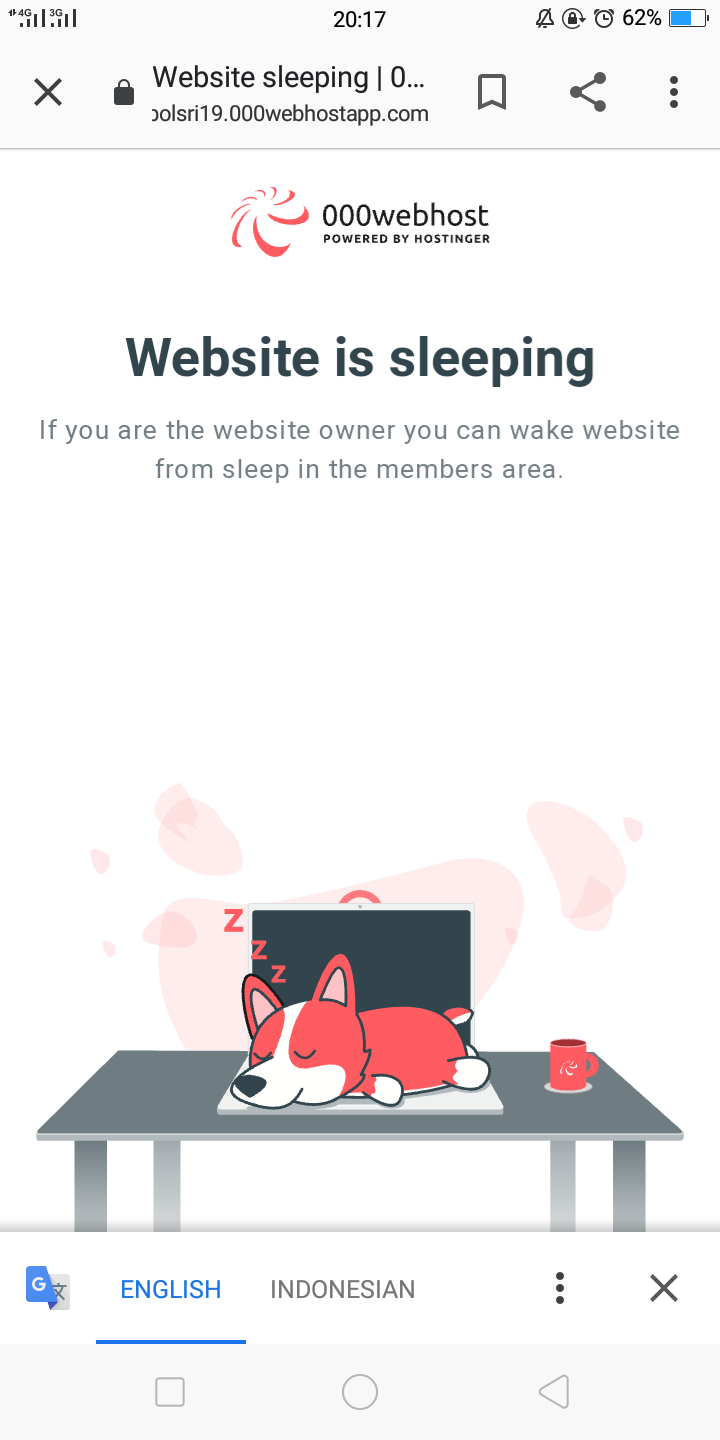 4G 3G 20:17 62%
Website sleeping | 0...
polsri19.000webhostapp.com
000webhost
POWERED BY HOSTINGER
Website is sleeping
If you are the website owner you can wake website
from sleep in the members area.
z
z
z
G 文
ENGLISH INDONESIAN